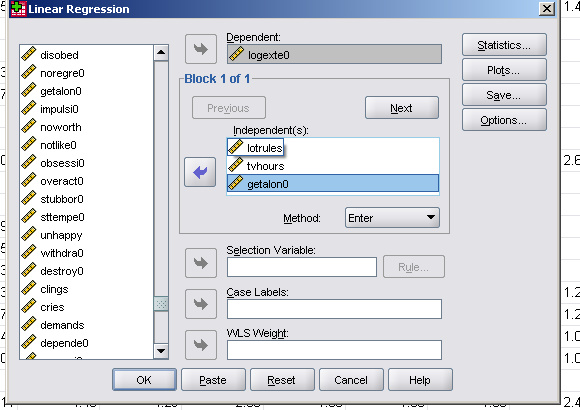 Linear Regression
disobed
noregre0
getalon0
impulsi0
noworth
notlike0
obsessi0
overact0
stubbor0
sttempe0
unhappy
withdra0
destroy0
clings
cries
demands
depende0
Dependent:
logexte0
Block 1 of 1
Previous
Next
Independent(s):
lotrules
tvhours
getalon0
Method:
Enter
Selection Variable:
Rule...
Case Labels:
WLS Weight:
Statistics...
Plots...
Save...
Options...
OK
Paste
Reset
Cancel
Help